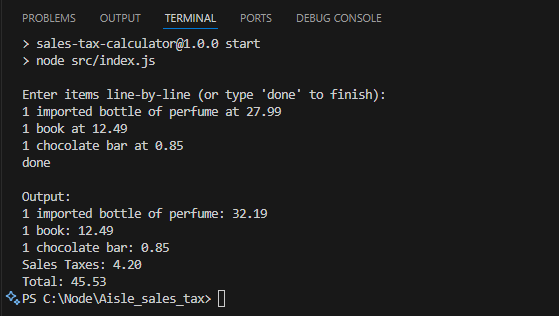 PROBLEMS OUTPUT TERMINAL PORTS DEBUG CONSOLE
> sales-tax-calculator@1.0.0 start
> node src/index.js
Enter items line-by-line (or type 'done' to finish):
1 imported bottle of perfume at 27.99
1 book at 12.49
1 chocolate bar at 0.85
done
Output:
1 imported bottle of perfume: 32.19
1 book: 12.49
1 chocolate bar: 0.85
Sales Taxes: 4.20
Total: 45.53
PS C:\Node\Aisle_sales_tax>